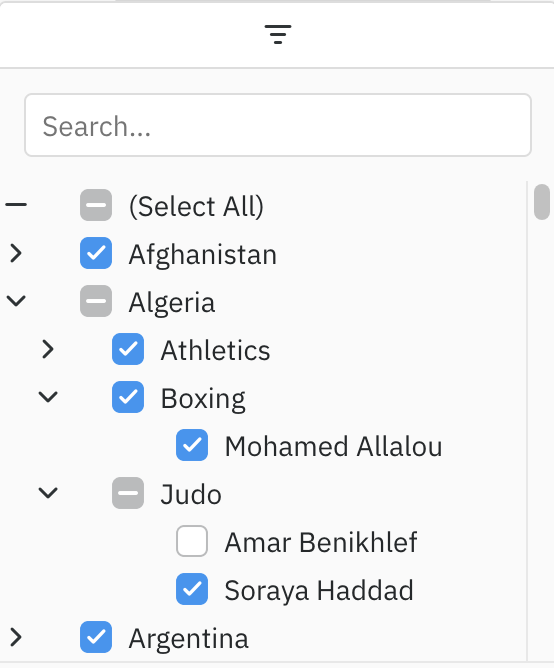 Search...
(Select All)
Afghanistan
Algeria
Athletics
Boxing
Mohamed Allalou
Judo
Amar Benikhlef
Soraya Haddad
Argentina